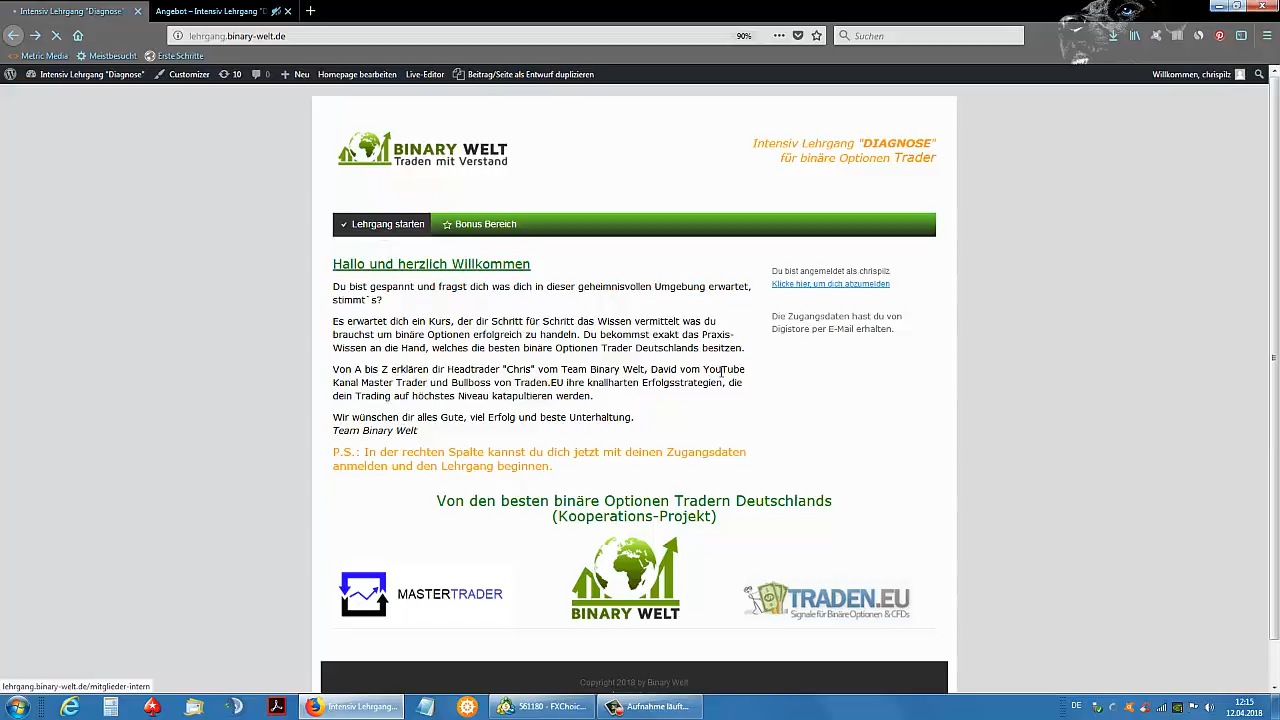 Intensiv Lehrgang "Diagnose"
Angebot – Intensiv Lehrgang "D
lehrgang.binary-welt.de
90%
Suchen
Metric Media
Meistbesucht
Erste Schritte
Intensiv Lehrgang "Diagnose"
Customizer
10
0
Neu
Homepage bearbeiten
Live-Editor
Beitrag/Seite als Entwurf duplizieren
Willkommen, chrispilz
BINARY WELT
Traden mit Verstand
Intensiv Lehrgang "DIAGNOSE"
für binäre Optionen Trader
Lehrgang starten
Bonus Bereich
Hallo und herzlich Willkommen
Du bist gespannt und fragst dich was dich in dieser geheimnisvollen Umgebung erwartet,
stimmt`s?
Es erwartet dich ein Kurs, der dir Schritt für Schritt das Wissen vermittelt was du
brauchst um binäre Optionen erfolgreich zu handeln. Du bekommst exakt das Praxis-
Wissen an die Hand, welches die besten binäre Optionen Trader Deutschlands besitzen.
Von A bis Z erklären dir Headtrader "Chris" vom Team Binary Welt, David vom YouTube
Kanal Master Trader und Bullboss von Traden.EU ihre knallharten Erfolgsstrategien, die
dein Trading auf höchstes Niveau katapultieren werden.
Wir wünschen dir alles Gute, viel Erfolg und beste Unterhaltung.
Team Binary Welt
P.S.: In der rechten Spalte kannst du dich jetzt mit deinen Zugangsdaten
anmelden und den Lehrgang beginnen.
Du bist angemeldet als chrispilz
Klicke hier, um dich abzumelden
Die Zugangsdaten hast du von
Digistore per E-Mail erhalten.
Von den besten binäre Optionen Tradern Deutschlands
(Kooperations-Projekt)
MASTERTRADER
BINARY WELT
TRADEN.EU
Signale für Binäre Optionen & CFDs
Copyright 2018 by Binary Welt
lehrgang.binary-welt.de/mitglieder-intern
Intensiv Lehrgang...
561180 - FXChoic...
Aufnahme läuft...
DE
12:15
12.04.2018